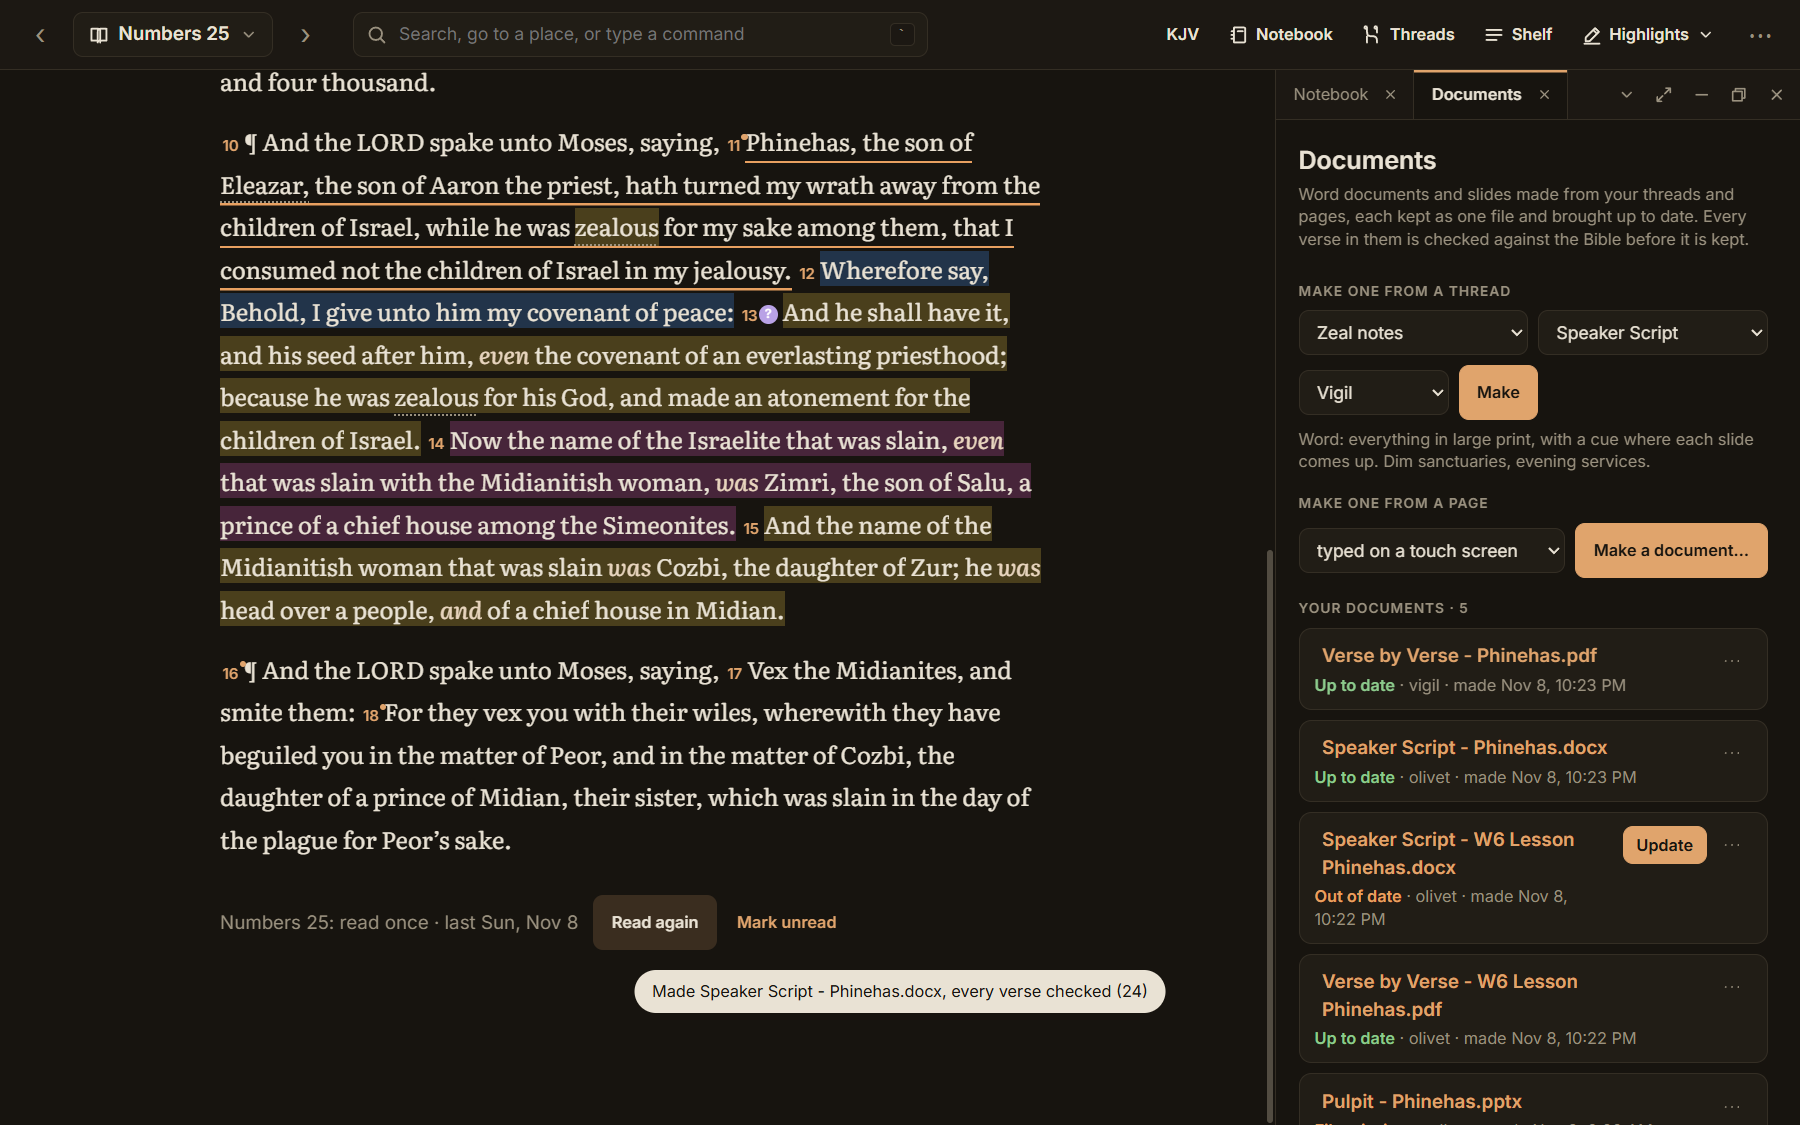 Numbers 25
Search, go to a place, or type a command
`
KJV
Notebook
Threads
Shelf
Highlights
and four thousand.
10 ¶ And the LORD spake unto Moses, saying, 11 Phinehas, the son of
Eleazar, the son of Aaron the priest, hath turned my wrath away from the
children of Israel, while he was zealous for my sake among them, that I
consumed not the children of Israel in my jealousy. 12 Wherefore say,
Behold, I give unto him my covenant of peace: 13 ? And he shall have it,
and his seed after him, even the covenant of an everlasting priesthood;
because he was zealous for his God, and made an atonement for the
children of Israel. 14 Now the name of the Israelite that was slain, even
that was slain with the Midianitish woman, was Zimri, the son of Salu, a
prince of a chief house among the Simeonites. 15 And the name of the
Midianitish woman that was slain was Cozbi, the daughter of Zur; he was
head over a people, and of a chief house in Midian.
16 ¶ And the LORD spake unto Moses, saying, 17 Vex the Midianites, and
smite them: 18 For they vex you with their wiles, wherewith they have
beguiled you in the matter of Peor, and in the matter of Cozbi, the
daughter of a prince of Midian, their sister, which was slain in the day of
the plague for Peor’s sake.
Numbers 25: read once · last Sun, Nov 8
Read again
Mark unread
Made Speaker Script - Phinehas.docx, every verse checked (24)
Notebook
Documents
Documents
Word documents and slides made from your threads and
pages, each kept as one file and brought up to date. Every
verse in them is checked against the Bible before it is kept.
MAKE ONE FROM A THREAD
Zeal notes
Speaker Script
Vigil
Make
Word: everything in large print, with a cue where each slide
comes up. Dim sanctuaries, evening services.
MAKE ONE FROM A PAGE
typed on a touch screen
Make a document...
YOUR DOCUMENTS · 5
Verse by Verse - Phinehas.pdf
Up to date · vigil · made Nov 8, 10:23 PM
Speaker Script - Phinehas.docx
Up to date · olivet · made Nov 8, 10:23 PM
Speaker Script - W6 Lesson
Phinehas.docx
Update
Out of date · olivet · made Nov 8,
10:22 PM
Verse by Verse - W6 Lesson
Phinehas.pdf
Up to date · olivet · made Nov 8, 10:22 PM
Pulpit - Phinehas.pptx